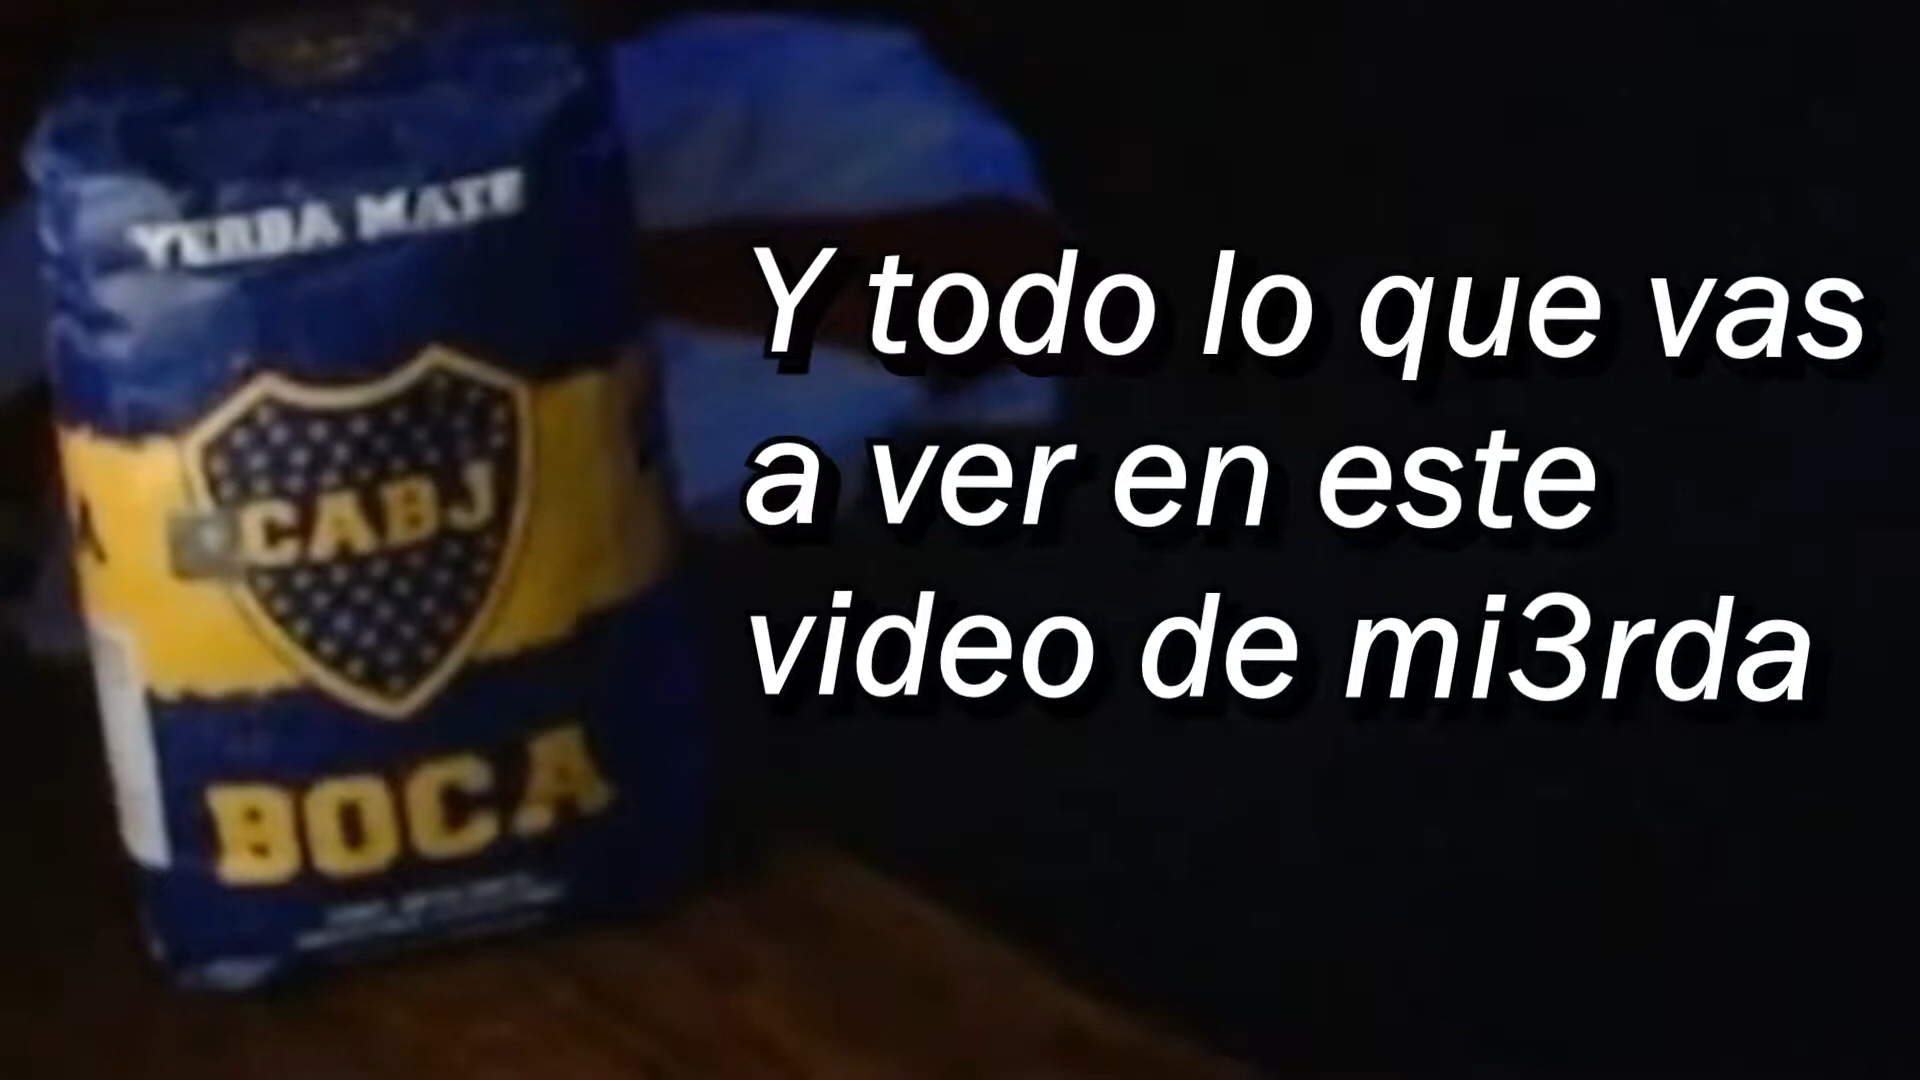 YERBA MATE
CABJ
BOCA
Y todo lo que vas
a ver en este
video de mi3rda